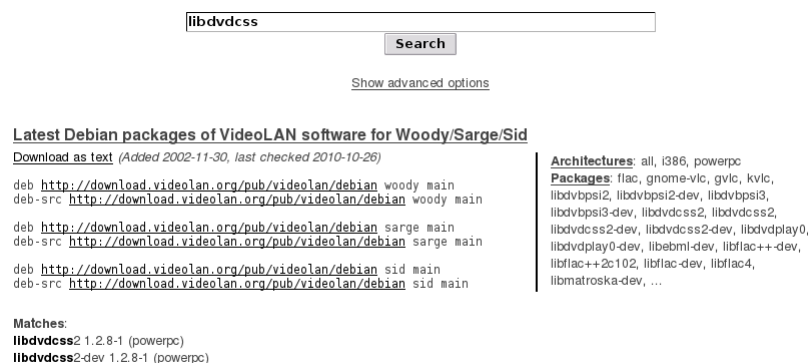 libdvdcss
Search
Show advanced options
Latest Debian packages of VideoLAN software for Woody/Sarge/Sid
Download as text (Added 2002-11-30, last checked 2010-10-26)
deb http://download.videolan.org/pub/videolan/debian woody main
deb-src http://download.videolan.org/pub/videolan/debian woody main
deb http://download.videolan.org/pub/videolan/debian sarge main
deb-src http://download.videolan.org/pub/videolan/debian sarge main
deb http://download.videolan.org/pub/videolan/debian sid main
deb-src http://download.videolan.org/pub/videolan/debian sid main
Architectures: all, i386, powerpc
Packages: flac, gnome-vlc, gvlc, kvlc,
libdvbpsi2, libdvbpsi2-dev, libdvbpsi3,
libdvbpsi3-dev, libdvdcss2, libdvdcss2,
libdvdcss2-dev, libdvdcss2-dev, libdvdplay0,
libdvdplay0-dev, libebml-dev, libflac++-dev,
libflac++2c102, libflac-dev, libflac4,
libmatroska-dev, ...
Matches:
libdvdcss2 1.2.8-1 (powerpc)
libdvdcss2-dev 1.2.8-1 (powerpc)